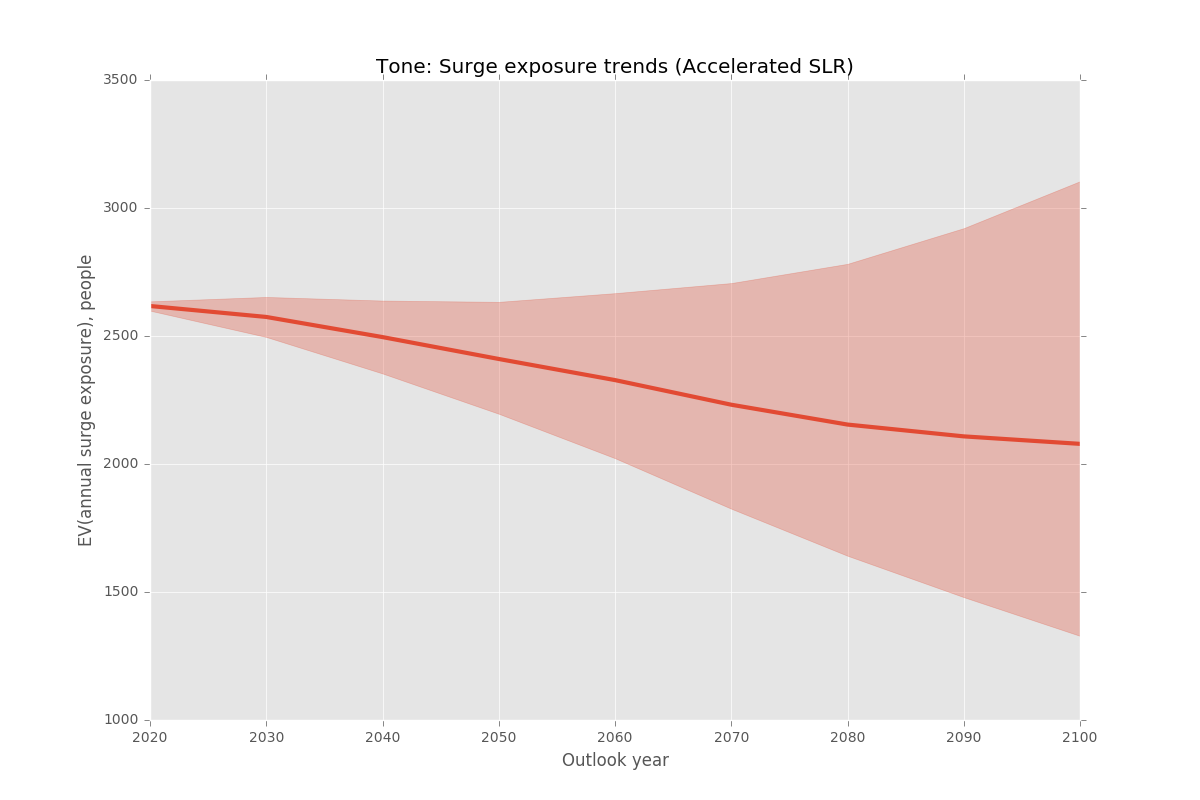 Tone: Surge exposure trends (Accelerated SLR)
3500
3000
2500
2000
1500
1000
EV(annual surge exposure), people
2020 2030 2040 2050 2060 2070 2080 2090 2100
Outlook year